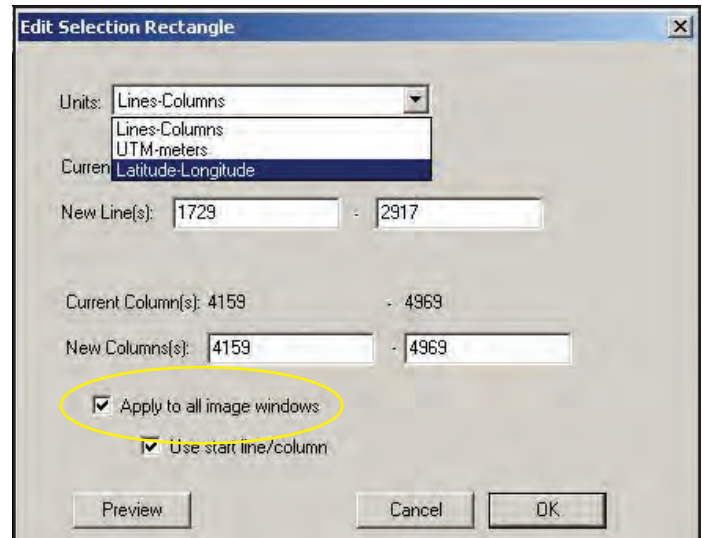 Edit Selection Rectangle
Units: Lines-Columns
Lines-Columns
UTM-meters
Curren Latitude-Longitude
New Line(s): 1729 - 2917
Current Column(s): 4159 - 4969
New Columns(s): 4159 - 4969
Apply to all image windows
Use start line/column
Preview Cancel OK